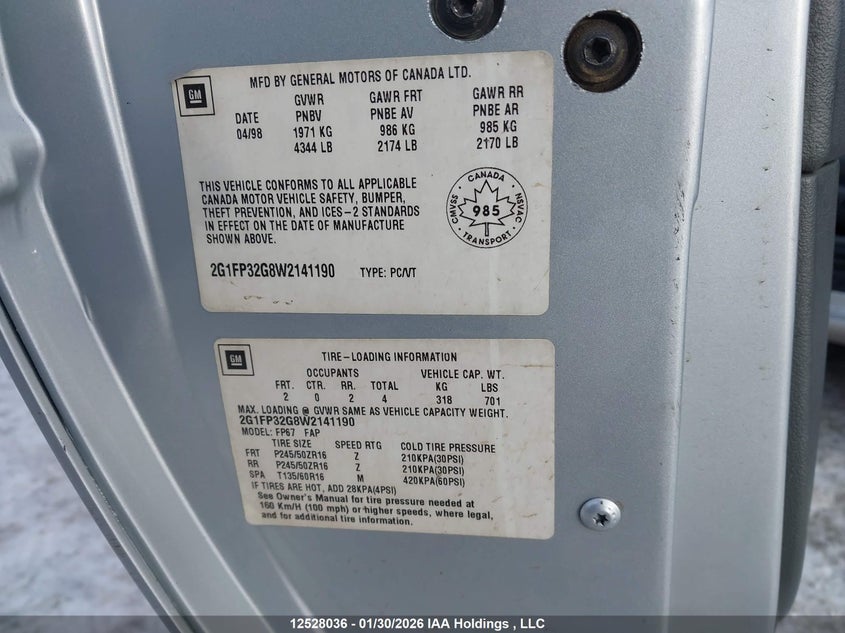 GM
MFD BY GENERAL MOTORS OF CANADA LTD.
DATE GVWR PNBV GAWR FRT PNBE AV GAWR RR PNBE AR
04/98 1971 KG 986 KG 985 KG
4344 LB 2174 LB 2170 LB
THIS VEHICLE CONFORMS TO ALL APPLICABLE
CANADA MOTOR VEHICLE SAFETY, BUMPER,
THEFT PREVENTION, AND ICES-2 STANDARDS
IN EFFECT ON THE DATE OF MANUFACTURE
SHOWN ABOVE.
CANADA
CMVSS 985 NSVAC
TRANSPORT
2G1FP32G8W2141190 TYPE: PC/VT
GM
TIRE-LOADING INFORMATION
OCCUPANTS VEHICLE CAP. WT.
FRT. CTR. RR. TOTAL KG LBS
2 0 2 4 318 701
MAX. LOADING @ GVWR SAME AS VEHICLE CAPACITY WEIGHT.
2G1FP32G8W2141190
MODEL: FP67 FAP
TIRE SIZE SPEED RTG COLD TIRE PRESSURE
FRT P245/50ZR16 Z 210KPA(30PSI)
RR P245/50ZR16 Z 210KPA(30PSI)
SPA T135/60R16 M 420KPA(60PSI)
IF TIRES ARE HOT, ADD 28KPA(4PSI)
See Owner's Manual for tire pressure needed at
160 Km/H (100 mph) or higher speeds, where legal,
and for additional tire information.
12528036 - 01/30/2026 IAA Holdings , LLC